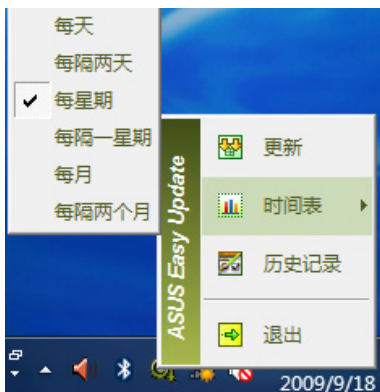 每天
每隔两天
每星期
每隔一星期
每月
每隔两个月
ASUS Easy Update
更新
时间表
历史记录
退出
2009/9/18